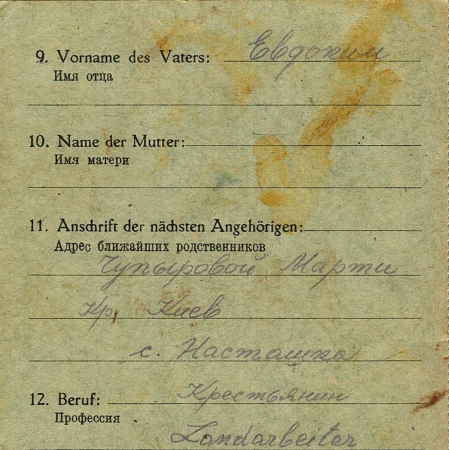 9. Vorname des Vaters: Евдоким
Имя отца
10. Name der Mutter:
Имя матери
11. Anschrift der nächsten Angehörigen:
Адрес ближайших родственников
Чупыровой Марти
Кр. Киев
с. Насташка
12. Beruf: Крестьянин
Профессия Landarbeiter